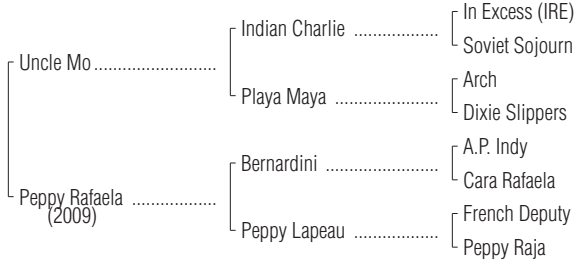 In Excess (IRE)
Indian Charlie ....................
Soviet Sojourn
Uncle Mo ......................
Arch
Playa Maya ....................
Dixie Slippers
A.P. Indy
Bernardini ....................
Cara Rafaela
Peppy Rafaela ...............
(2009)
French Deputy
Peppy Lapeau ................
Peppy Raja